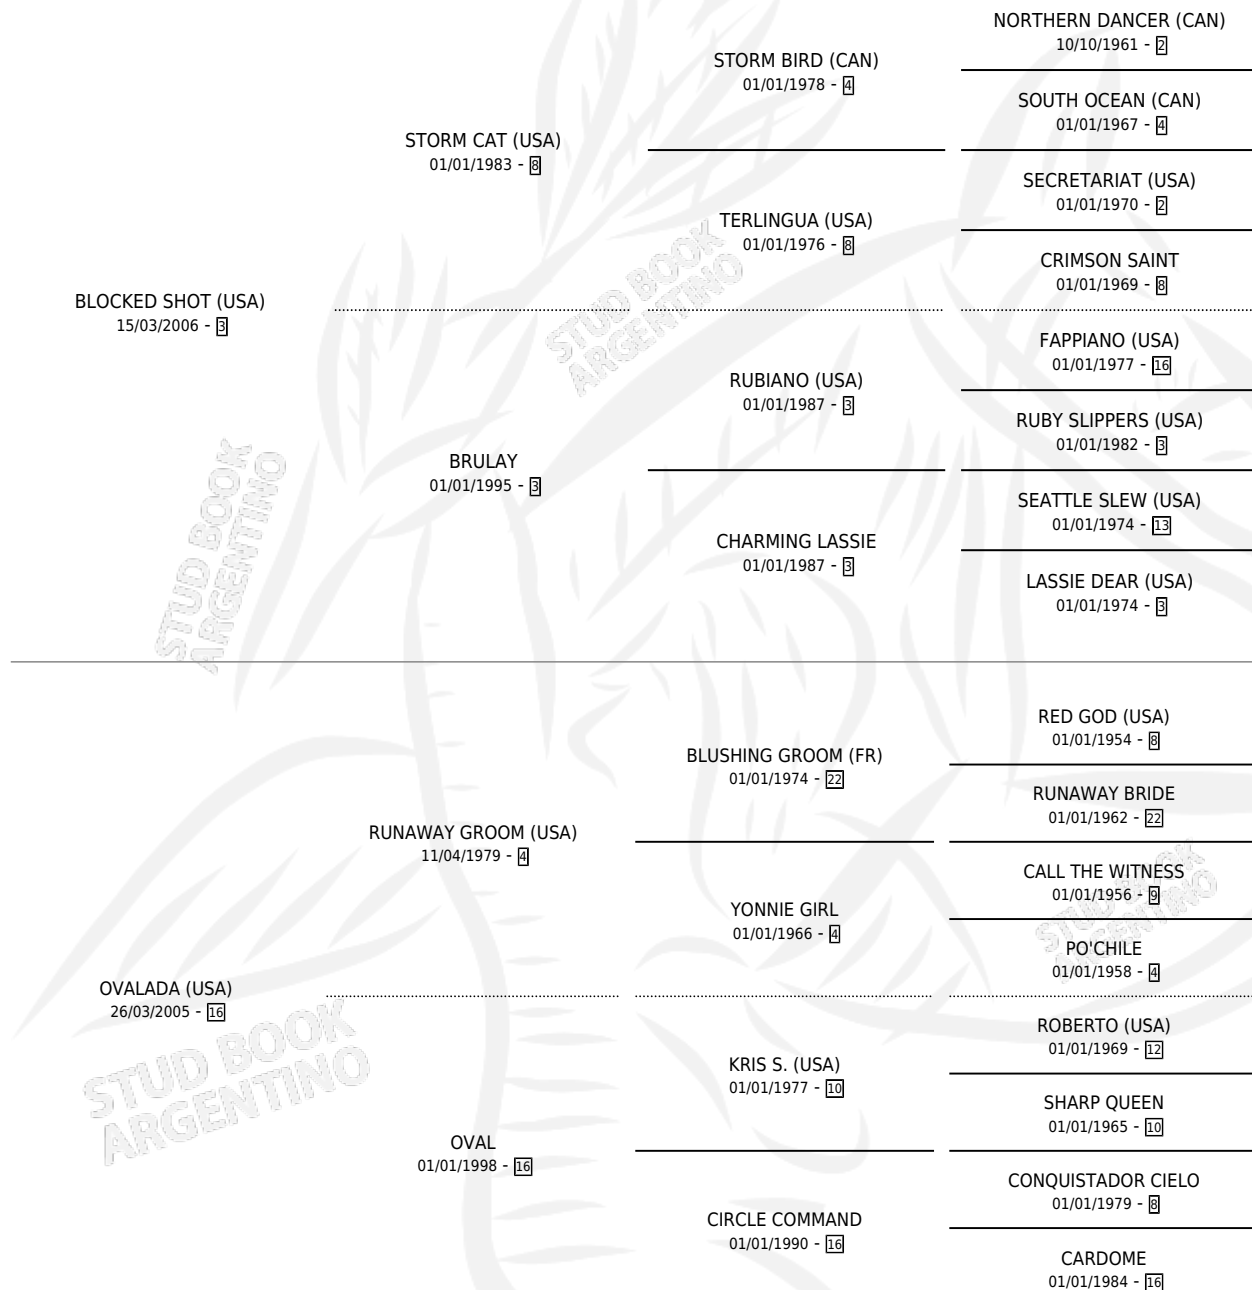 NORTHERN DANCER (CAN)
10/10/1961 - 2
STORM BIRD (CAN)
01/01/1978 - 4
SOUTH OCEAN (CAN)
01/01/1967 - 4
STORM CAT (USA)
01/01/1983 - 8
SECRETARIAT (USA)
01/01/1970 - 2
TERLINGUA (USA)
01/01/1976 - 8
CRIMSON SAINT
01/01/1969 - 8
BLOCKED SHOT (USA)
15/03/2006 - 3
FAPPIANO (USA)
01/01/1977 - 16
RUBIANO (USA)
01/01/1987 - 3
RUBY SLIPPERS (USA)
01/01/1982 - 3
BRULAY
01/01/1995 - 3
SEATTLE SLEW (USA)
01/01/1974 - 13
CHARMING LASSIE
01/01/1987 - 3
LASSIE DEAR (USA)
01/01/1974 - 3
RED GOD (USA)
01/01/1954 - 8
BLUSHING GROOM (FR)
01/01/1974 - 22
RUNAWAY BRIDE
01/01/1962 - 22
RUNAWAY GROOM (USA)
11/04/1979 - 4
CALL THE WITNESS
01/01/1956 - 9
YONNIE GIRL
01/01/1966 - 4
PO'CHILE
01/01/1958 - 4
OVALADA (USA)
26/03/2005 - 16
ROBERTO (USA)
01/01/1969 - 12
KRIS S. (USA)
01/01/1977 - 10
SHARP QUEEN
01/01/1965 - 10
OVAL
01/01/1998 - 16
CONQUISTADOR CIELO
01/01/1979 - 8
CIRCLE COMMAND
01/01/1990 - 16
CARDOME
01/01/1984 - 16
STUD BOOK
ARGENTINO
STUD BOOK
ARGENTINO
STUD BOOK
ARGENTINO
STUD BOOK
ARGENTINO